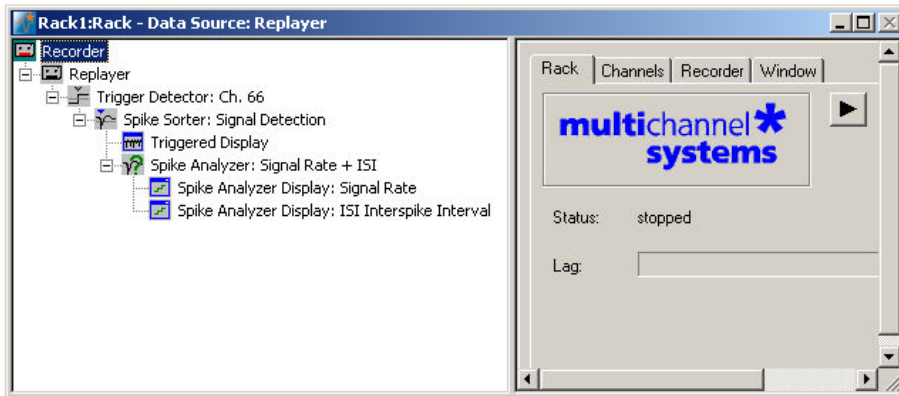 Rack1:Rack - Data Source: Replayer
Recorder
Replayer
Trigger Detector: Ch. 66
Spike Sorter: Signal Detection
Triggered Display
Spike Analyzer: Signal Rate + ISI
Spike Analyzer Display: Signal Rate
Spike Analyzer Display: ISI Interspike Interval
Rack Channels Recorder Window
multichannel*
systems
Status: stopped
Lag: